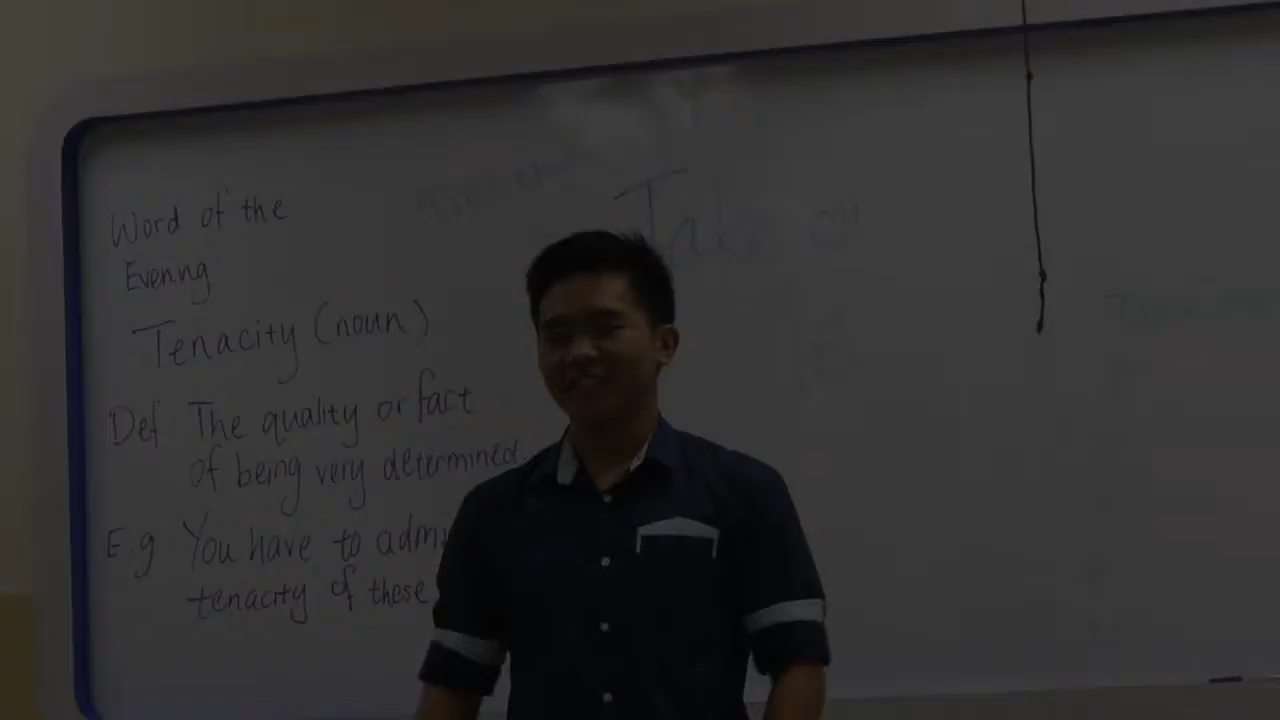 Word of the
Evening
Tenacity (noun)
Def: The quality or fact
of being very determined.
E.g You have to
tenacity of these
Take